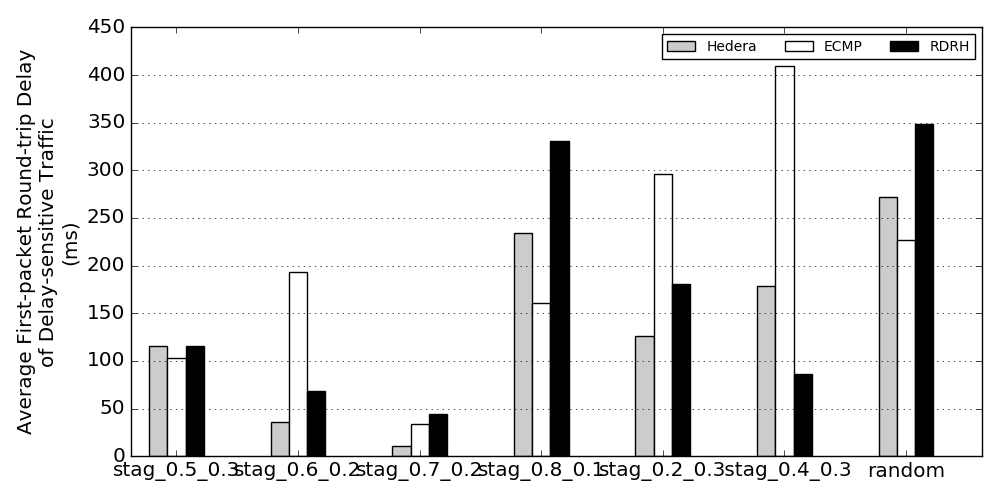 450
400
350
300
250
200
150
100
50
0
Average First-packet Round-trip Delay
of Delay-sensitive Traffic
(ms)
Hedera ECMP RDRH
stag_0.5_0.3 stag_0.6_0.2 stag_0.7_0.2 stag_0.8_0.1 stag_0.2_0.3 stag_0.4_0.3 random